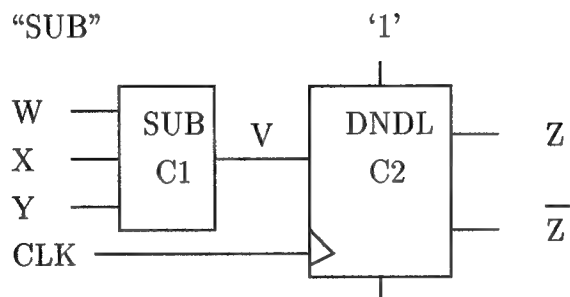 “SUB” ‘1’
W SUB V DNDL Z
X C1 C2
Y Z̅
CLK